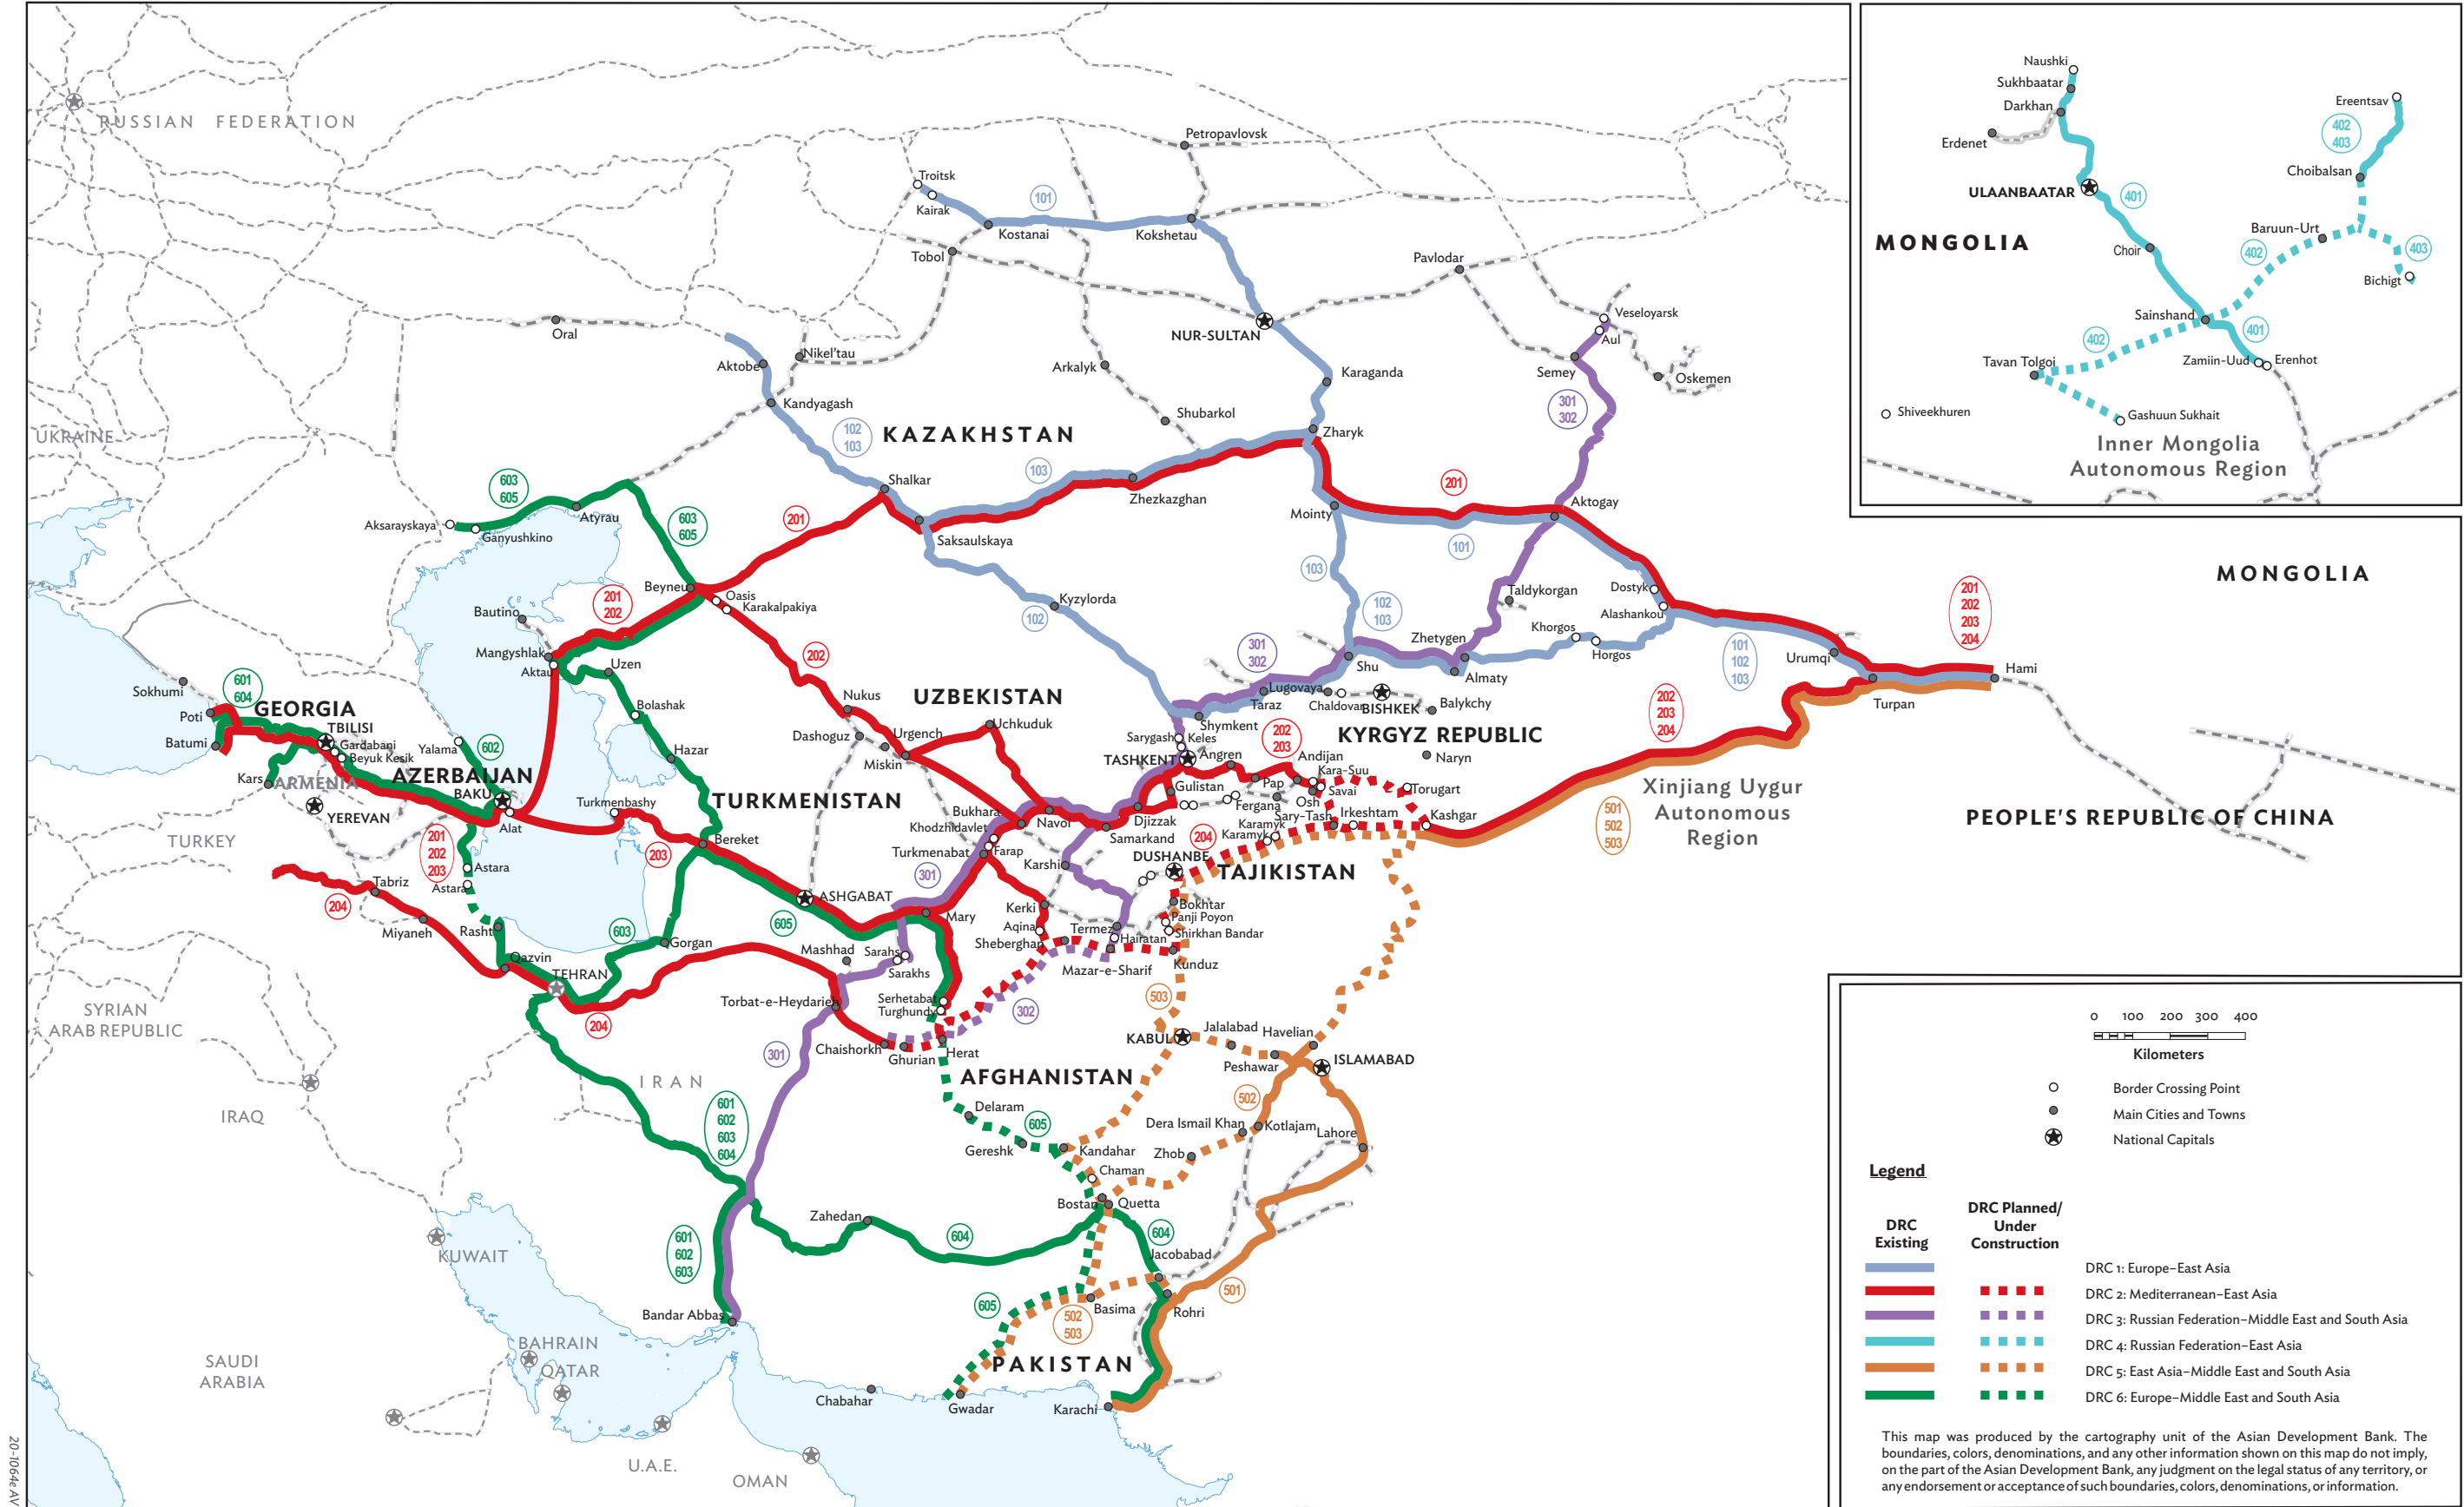 RUSSIAN FEDERATION
Petropavlovsk
Troitsk
Kairak
101
Kostanai
Kokshetau
Tobol
Pavlodar
Oral
Nikel'tau
Aktobe
NUR-SULTAN
Arkalyk
Veseloyarsk
Aul
Semey
Oskemen
Karaganda
Kandyagash
Shubarkol
301
302
UKRAINE
102
103
KAZAKHSTAN
Zharyk
603
605
103
Shalkar
Zhezkazghan
201
Aktogay
Aksarayskaya
Atyrau
Ganyushkino
603
605
201
Mointy
Saksaulskaya
101
103
Beyneu
Oasis
Karakalpakiya
201
202
Bautino
Kyzylorda
102
102
103
Taldykorgan
Dostyk
Alashankou
201
202
203
204
MONGOLIA
Mangyshlak
Aktau
Uzen
202
301
302
Zhetygen
Khorgos
Horgos
Shu
Almaty
101
102
103
Urumqi
Hami
Turpan
Sokhumi
601
604
GEORGIA
Poti
Batumi
TBILISI
Gardabani
Beyuk Kesik
Bolashak
Nukus
UZBEKISTAN
Uchkuduk
Lugovaya
Taraz
Chaldovar
BISHKEK
Balykchy
202
203
204
Shymkent
Yalama
602
Hazar
Dashoguz
Urgench
Miskin
Sarygash
Keles
TASHKENT
Angren
202
203
KYRGYZ REPUBLIC
Naryn
Andijan
Kara-Suu
Kars
ARMENIA
YEREVAN
AZERBAIJAN
BAKU
Alat
Turkmenbashy
TURKMENISTAN
Bukhara
Khodzhidavlet
Navoi
Gulistan
Pap
Fergana
Osh
Savai
Torugart
Sary-Tash
Irkeshtam
Kashgar
Djizzak
Samarkand
Karamyk
Karamyk
204
Xinjiang Uygur
Autonomous
Region
501
502
503
PEOPLE'S REPUBLIC OF CHINA
TURKEY
201
202
203
Bereket
203
Turkmenabat
Farap
Karshi
DUSHANBE
TAJIKISTAN
Astara
Astara
Tabriz
204
301
ASHGABAT
Mary
Kerki
Aqina
Sheberghan
Termez
Hairatan
Bokhtar
Panji Poyon
Shirkhan Bandar
Miyaneh
Rasht
603
605
Gorgan
Mashhad
Sarahs
Sarakhs
Mazar-e-Sharif
Kunduz
Qazvin
TEHRAN
204
Torbat-e-Heydarieh
Serhetabat
Turghundy
302
503
SYRIAN
ARAB REPUBLIC
301
Chaishorkh
Ghurian
Herat
KABUL
Jalalabad
Havelian
ISLAMABAD
Peshawar
IRAN
AFGHANISTAN
IRAQ
601
602
603
604
Delaram
605
Gereshk
Kandahar
502
Dera Ismail Khan
Kotlajam
Lahore
Zhob
Chaman
Bostan
Quetta
Zahedan
604
604
KUWAIT
601
602
603
Jacobabad
501
Bandar Abbas
605
Basima
502
503
Rohri
BAHRAIN
QATAR
SAUDI
ARABIA
PAKISTAN
Chabahar
Gwadar
Karachi
U.A.E.
OMAN
20-1064e AV
Naushki
Sukhbaatar
Darkhan
Erdenet
Ereentsav
402
403
Choibalsan
ULAANBAATAR
401
MONGOLIA
Choir
Baruun-Urt
402
403
Bichigt
Sainshand
401
402
Tavan Tolgoi
Zamiin-Uud
Erenhot
Shiveekhuren
Gashuun Sukhait
Inner Mongolia
Autonomous Region
0 100 200 300 400
Kilometers
Border Crossing Point
Main Cities and Towns
National Capitals
Legend
DRC
Existing
DRC Planned/
Under
Construction
DRC 1: Europe–East Asia
DRC 2: Mediterranean–East Asia
DRC 3: Russian Federation–Middle East and South Asia
DRC 4: Russian Federation–East Asia
DRC 5: East Asia–Middle East and South Asia
DRC 6: Europe–Middle East and South Asia
This map was produced by the cartography unit of the Asian Development Bank. The
boundaries, colors, denominations, and any other information shown on this map do not imply,
on the part of the Asian Development Bank, any judgment on the legal status of any territory, or
any endorsement or acceptance of such boundaries, colors, denominations, or information.